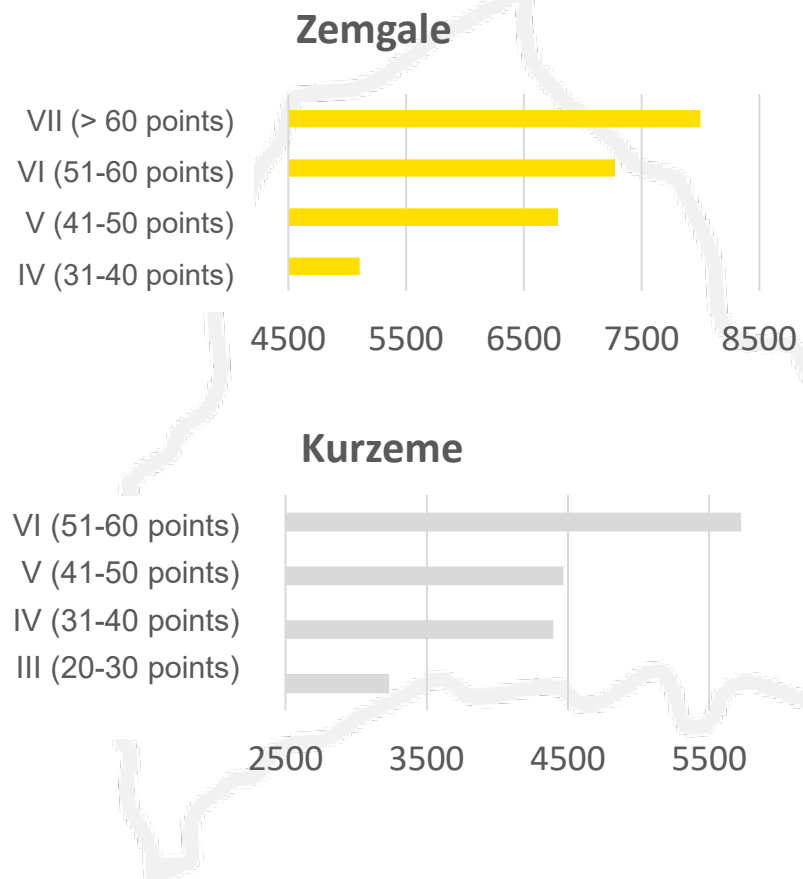 Zemgale
VII (> 60 points)
VI (51-60 points)
V (41-50 points)
IV (31-40 points)
4500 5500 6500 7500 8500
Kurzeme
VI (51-60 points)
V (41-50 points)
IV (31-40 points)
III (20-30 points)
2500 3500 4500 5500